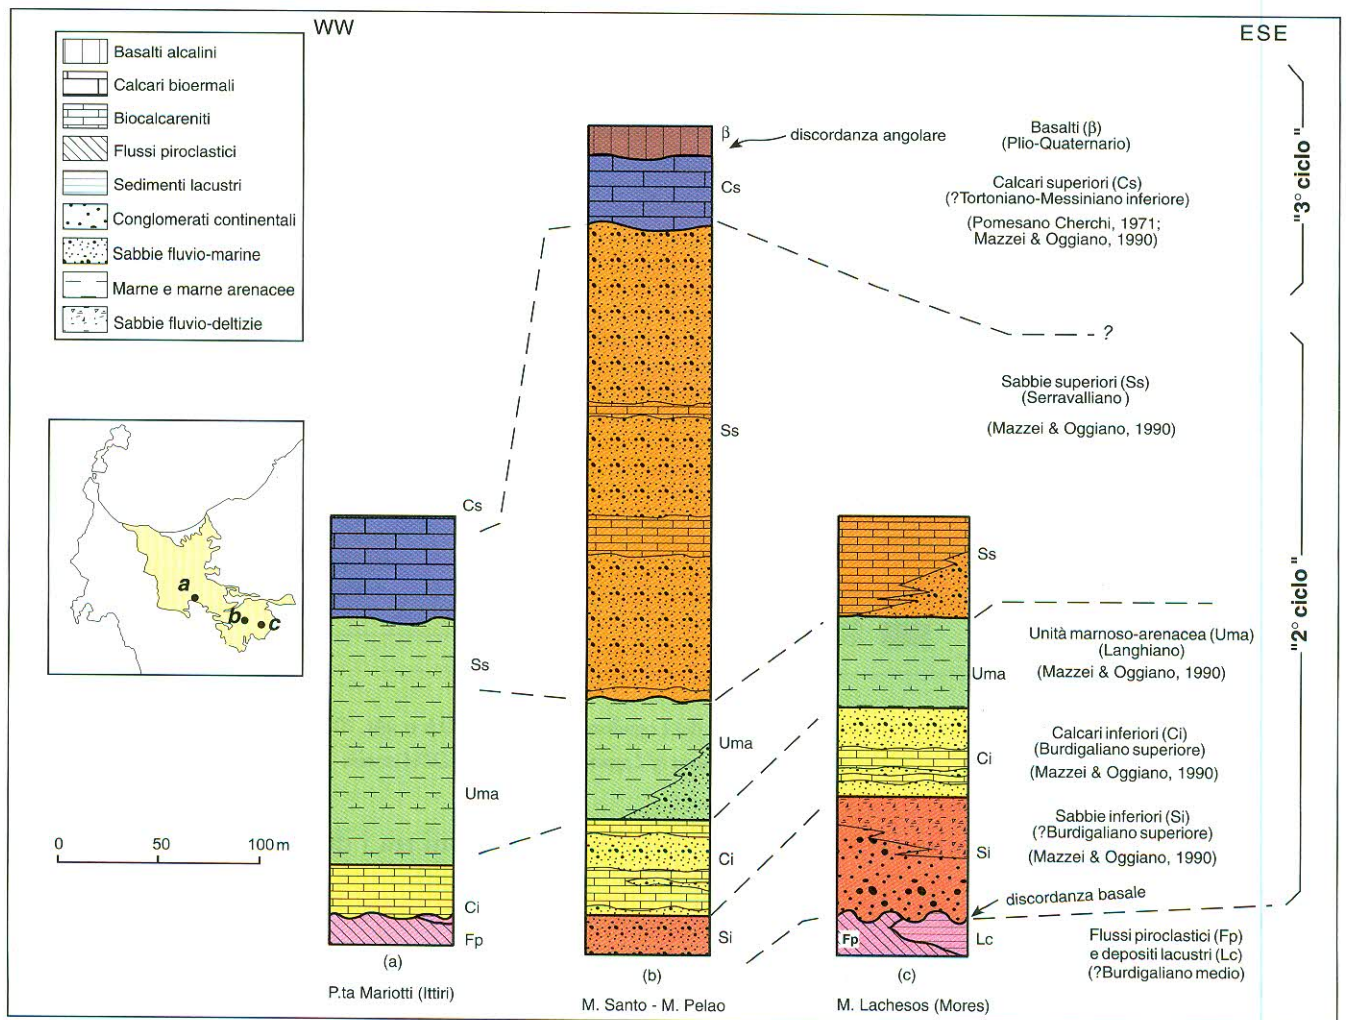 WW
ESE
Basalti alcalini
Calcari bioermali
Biocalcareniti
Flussi piroclastici
Sedimenti lacustri
Conglomerati continentali
Sabbie fluvio-marine
Marne e marne arenacee
Sabbie fluvio-deltizie
β
discordanza angolare
Cs
Ss
Uma
Ci
Si
(b)
M. Santo - M. Pelao
Cs
Ss
Uma
Ci
Fp
(a)
P.ta Mariotti (Ittiri)
Ss
Uma
Ci
Si
discordanza basale
Fp
Lc
(c)
M. Lachesos (Mores)
?
a
b
c
0 50 100 m
Basalti (β)
(Plio-Quaternario)
Calcari superiori (Cs)
(?Tortoniano-Messiniano inferiore)
(Pomesano Cherchi, 1971;
Mazzei & Oggiano, 1990)
Sabbie superiori (Ss)
(Serravalliano)
(Mazzei & Oggiano, 1990)
Unità marnoso-arenacea (Uma)
(Langhiano)
(Mazzei & Oggiano, 1990)
Calcari inferiori (Ci)
(Burdigaliano superiore)
(Mazzei & Oggiano, 1990)
Sabbie inferiori (Si)
(?Burdigaliano superiore)
(Mazzei & Oggiano, 1990)
Flussi piroclastici (Fp)
e depositi lacustri (Lc)
(?Burdigaliano medio)
"3° ciclo"
"2° ciclo"